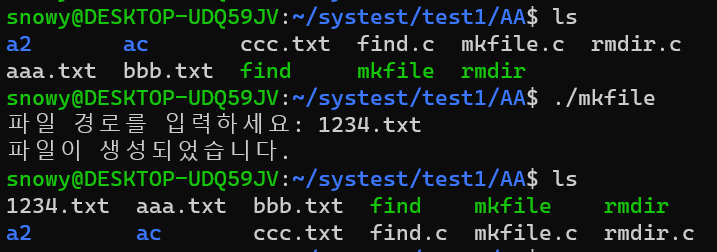 snowy@DESKTOP-UDQ59JV:~/systest/test1/AA$ ls
a2 ac ccc.txt find.c mkfile.c rmdir.c
aaa.txt bbb.txt find mkfile rmdir
snowy@DESKTOP-UDQ59JV:~/systest/test1/AA$ ./mkfile
파일 경로를 입력하세요: 1234.txt
파일이 생성되었습니다.
snowy@DESKTOP-UDQ59JV:~/systest/test1/AA$ ls
1234.txt aaa.txt bbb.txt find mkfile rmdir
a2 ac ccc.txt find.c mkfile.c rmdir.c